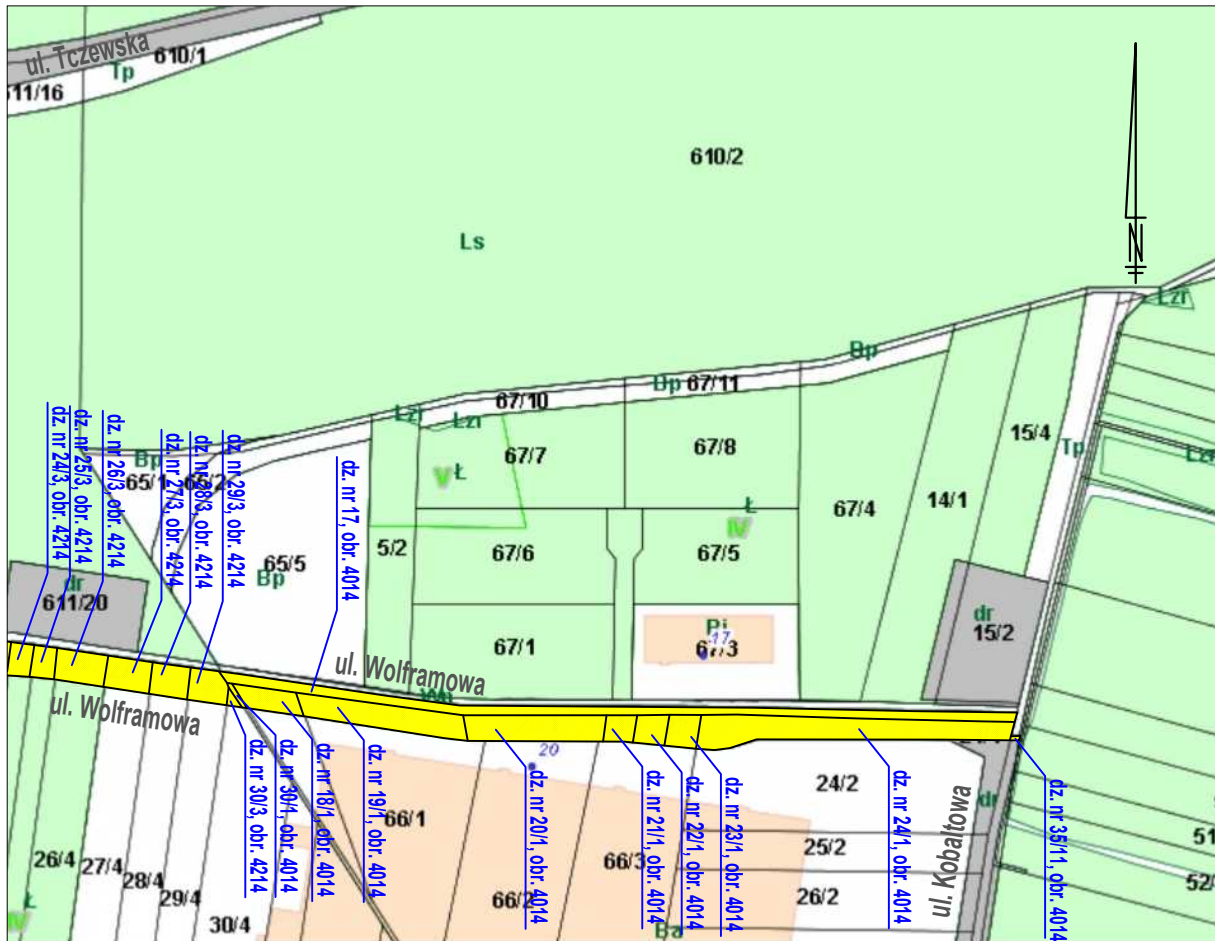 ul. Tczewska
610/1
Tp
611/16
610/2
Ls
N
Lzr
Bp
Bp
67/11
67/10
Lzr
Lzr
15/4
67/7
67/8
Tp
Bp
65/1
65/2
V
Ł
Ł
IV
67/4
14/1
5/2
67/6
67/5
65/5
Bp
dz. nr 24/3, obr. 4214
dz. nr 25/3, obr. 4214
dz. nr 26/3, obr. 4214
dz. nr 27/3, obr. 4214
dz. nr 28/3, obr. 4214
dz. nr 29/3, obr. 4214
dz. nr 17, obr. 4014
dr
611/20
67/1
Bi
17
67/3
dr
15/2
ul. Wolframowa
ul. Wolframowa
20
dz. nr 30/3, obr. 4214
dz. nr 30/1, obr. 4014
dz. nr 18/1, obr. 4014
dz. nr 19/1, obr. 4014
dz. nr 20/1, obr. 4014
dz. nr 21/1, obr. 4014
dz. nr 22/1, obr. 4014
dz. nr 23/1, obr. 4014
dz. nr 24/1, obr. 4014
dz. nr 35/11, obr. 4014
24/2
dr
66/1
25/2
66/3
26/2
66/2
ul. Kobaltowa
26/4
27/4
28/4
29/4
30/4
Ł
IV
Ba
51
52/